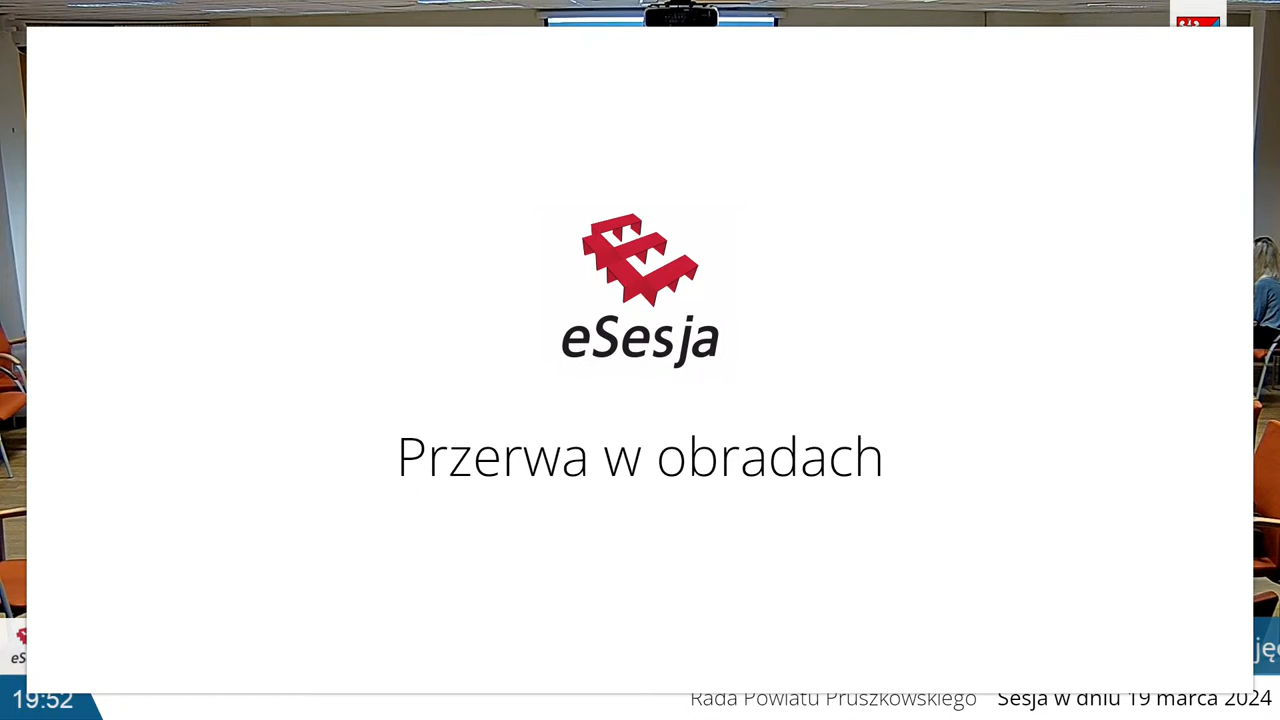 eSesja
Przerwa w obradach
19:52
Rada Powiatu Pruszkowskiego Sesja w dniu 19 marca 2024